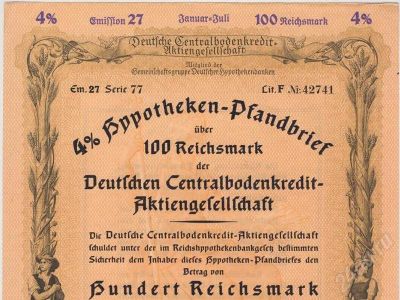 4% Emission 27 Januar-Juli 100 Reichsmark 4%
Deutsche Centralbodenkredit-
Aktiengesellschaft
Mitglied der
Gemeinschaftsgruppe Deutscher Hypothekenbanken
Em. 27 Serie 77 Lit. F № 42741
4% Hypotheken-Pfandbrief
über
100 Reichsmark
der
Deutschen Centralbodenkredit-
Aktiengesellschaft
Die Deutsche Centralbodenkredit-Aktiengesellschaft
schuldet unter der im Reichshypothekenbankgesetz bestimmten
Sicherheit dem Inhaber dieses Hypotheken-Pfandbriefes den
Betrag von
Hundert Reichsmark